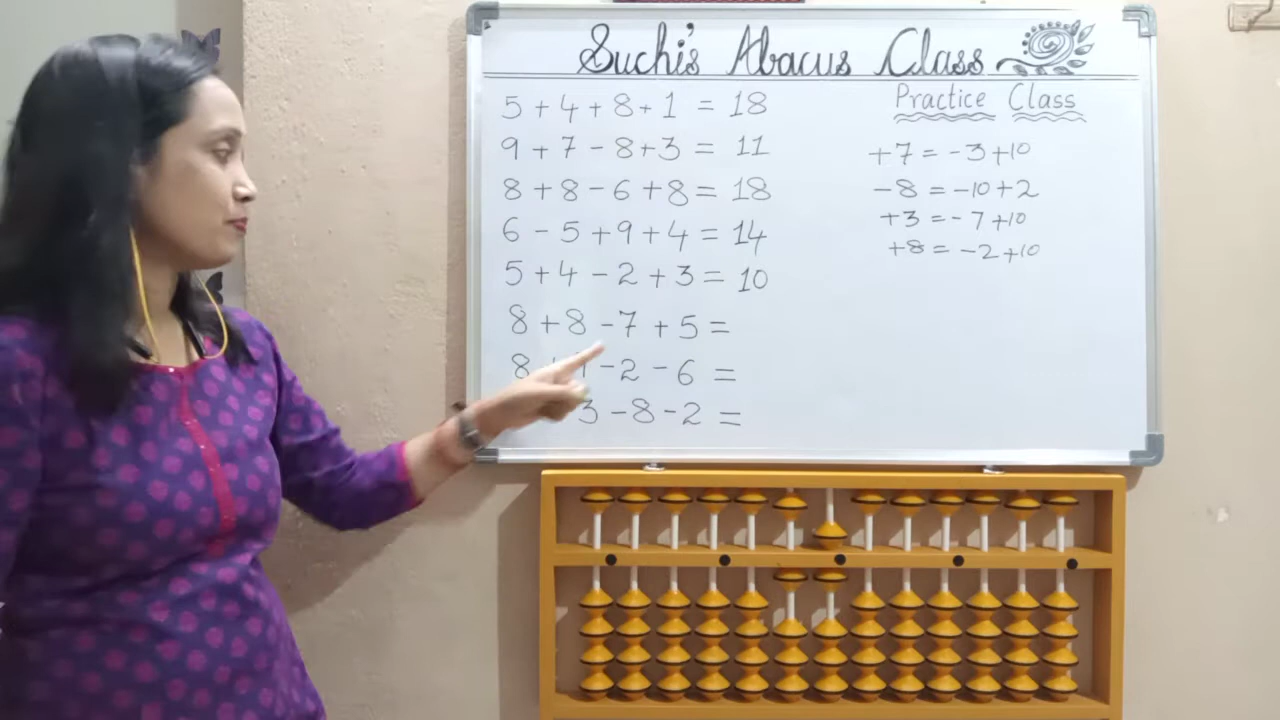 Suchi's Abacus Class
5 + 4 + 8 + 1 = 18
9 + 7 - 8 + 3 = 11
8 + 8 - 6 + 8 = 18
6 - 5 + 9 + 4 = 14
5 + 4 - 2 + 3 = 10
8 + 8 - 7 + 5 =
8 + - 2 - 6 =
3 - 8 - 2 =
Practice Class
+7 = -3 +10
-8 = -10 +2
+3 = -7 +10
+8 = -2 +10